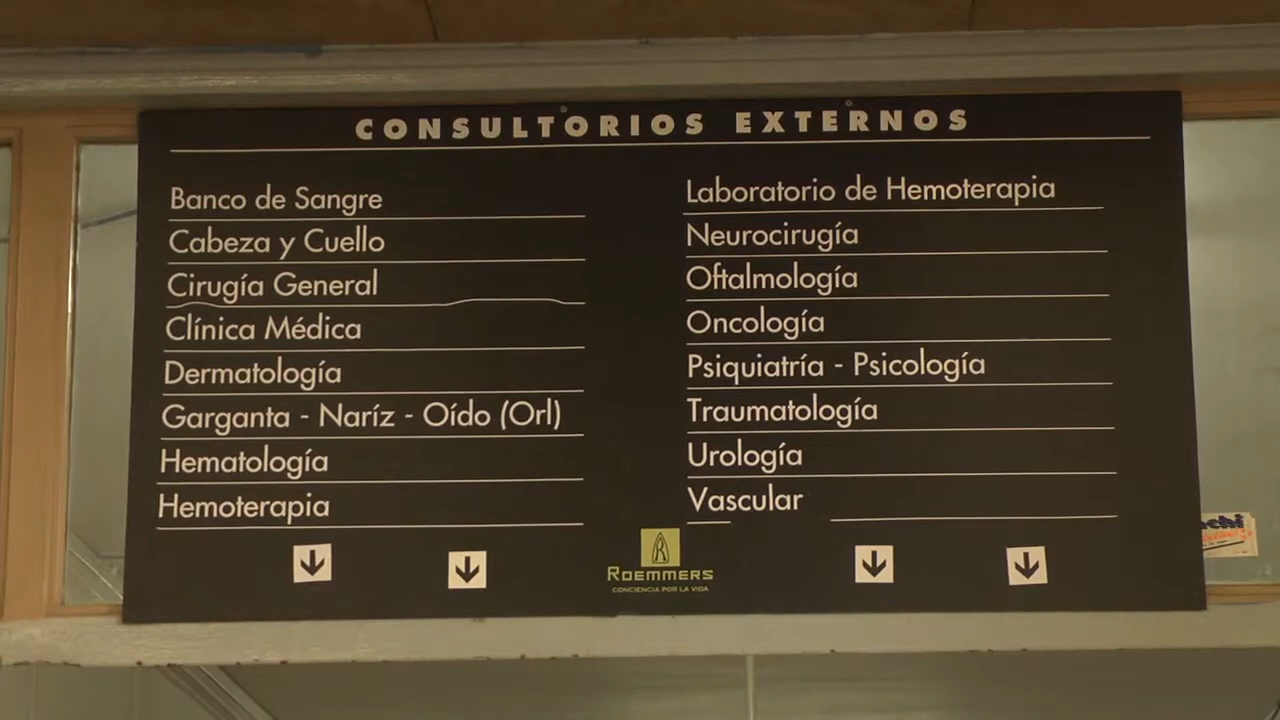 CONSULTORIOS EXTERNOS
Banco de Sangre
Cabeza y Cuello
Cirugía General
Clínica Médica
Dermatología
Garganta - Naríz - Oído (Orl)
Hematología
Hemoterapia
Laboratorio de Hemoterapia
Neurocirugía
Oftalmología
Oncología
Psiquiatría - Psicología
Traumatología
Urología
Vascular
ROEMMERS
CONCIENCIA POR LA VIDA